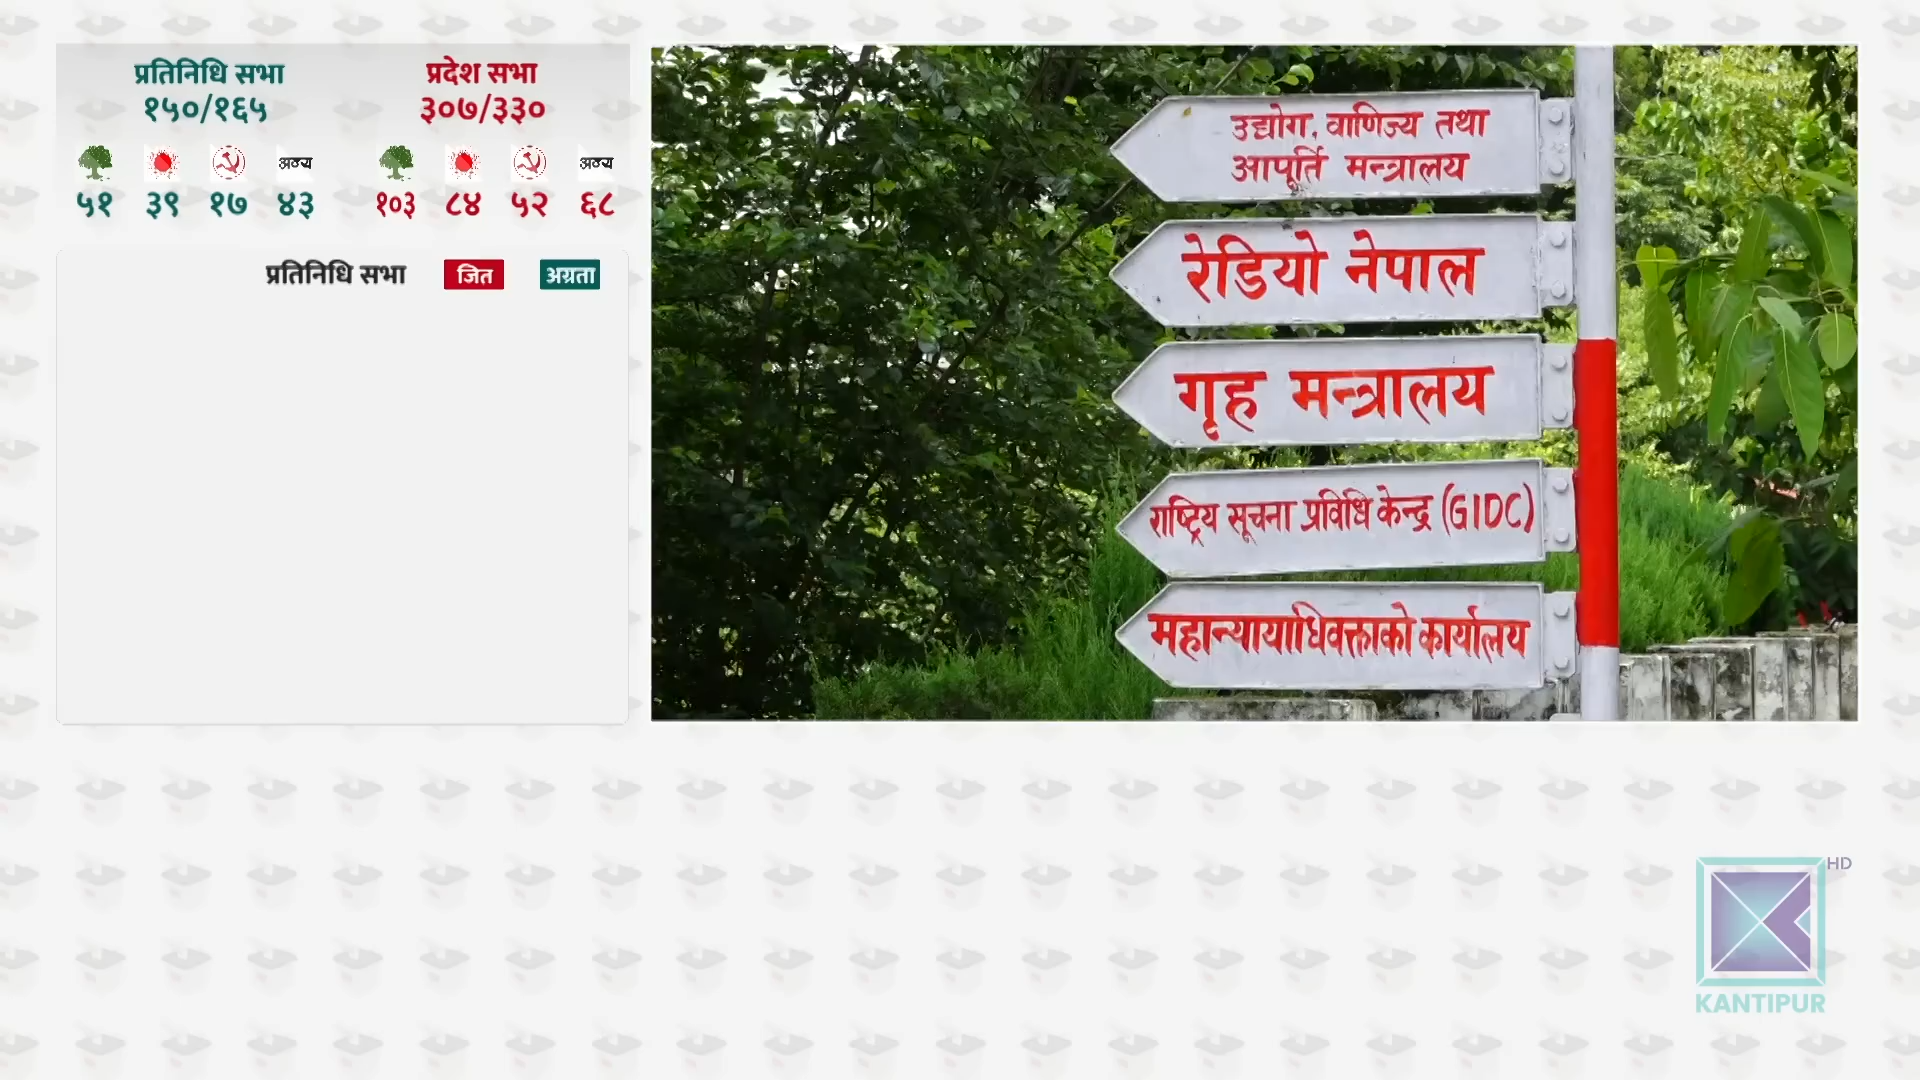 प्रतिनिधि सभा
१५०/१६५
प्रदेश सभा
३०७/३३०
अन्य
५१ ३९ १७ ४३
अन्य
१०३ ८४ ५२ ६८
प्रतिनिधि सभा जित अग्रता
उद्योग, वाणिज्य तथा
आपूर्ति मन्त्रालय
रेडियो नेपाल
गृह मन्त्रालय
राष्ट्रिय सूचना प्रविधि केन्द्र (GIDC)
महान्यायाधिवक्ताको कार्यालय
HD
KANTIPUR